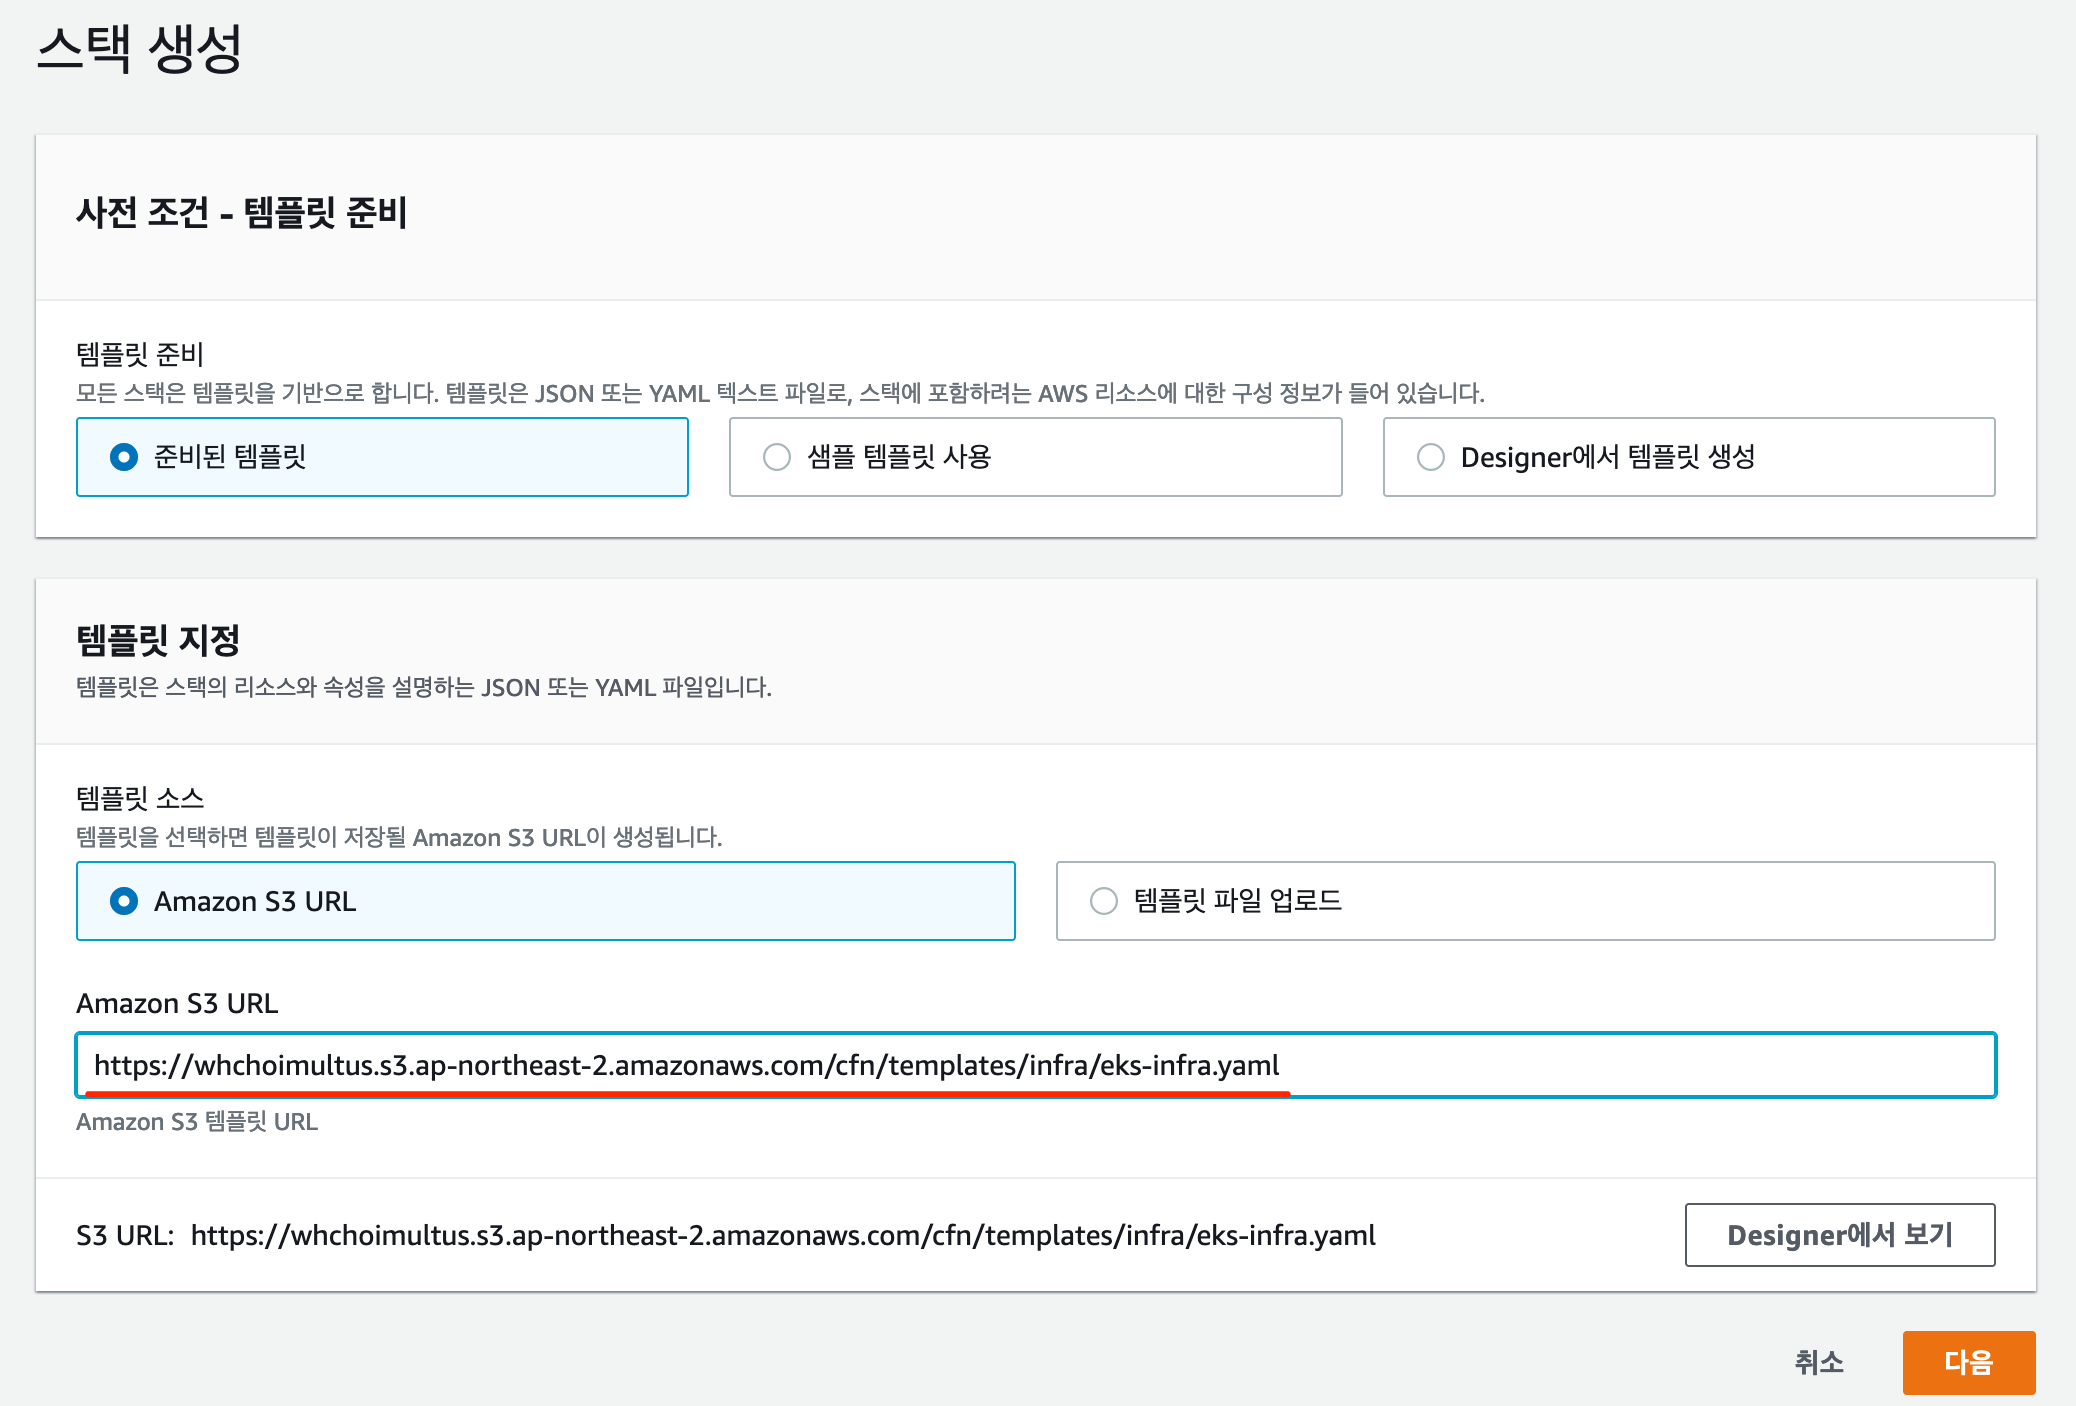 스택 생성
사전 조건 - 템플릿 준비
템플릿 준비
모든 스택은 템플릿을 기반으로 합니다. 템플릿은 JSON 또는 YAML 텍스트 파일로, 스택에 포함하려는 AWS 리소스에 대한 구성 정보가 들어 있습니다.
준비된 템플릿
샘플 템플릿 사용
Designer에서 템플릿 생성
템플릿 지정
템플릿은 스택의 리소스와 속성을 설명하는 JSON 또는 YAML 파일입니다.
템플릿 소스
템플릿을 선택하면 템플릿이 저장될 Amazon S3 URL이 생성됩니다.
Amazon S3 URL
템플릿 파일 업로드
Amazon S3 URL
https://whchoimultus.s3.ap-northeast-2.amazonaws.com/cfn/templates/infra/eks-infra.yaml
Amazon S3 템플릿 URL
S3 URL: https://whchoimultus.s3.ap-northeast-2.amazonaws.com/cfn/templates/infra/eks-infra.yaml
Designer에서 보기
취소
다음